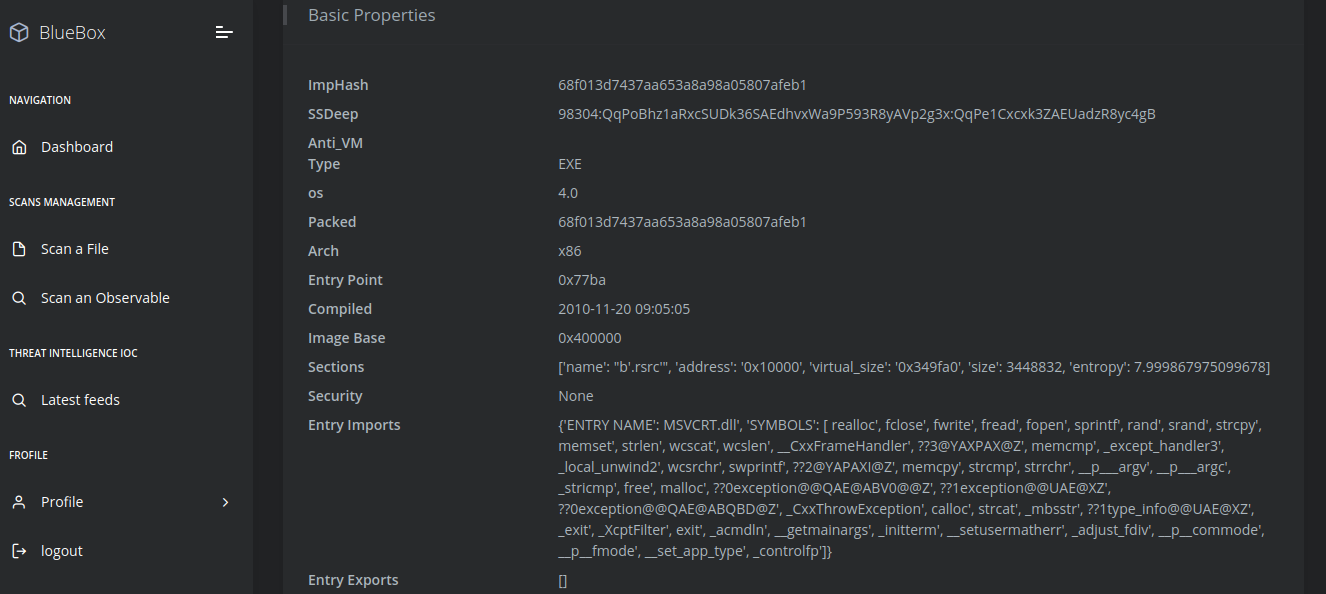 BlueBox
NAVIGATION
Dashboard
SCANS MANAGEMENT
Scan a File
Scan an Observable
THREAT INTELLIGENCE IOC
Latest feeds
PROFILE
Profile
logout
Basic Properties
ImpHash 68f013d7437aa653a8a98a05807afeb1
SSDeep 98304:QqPoBhz1aRxcSUDk36SAEdhvxWa9P593R8yAVp2g3x:QqPe1Cxcxk3ZAEUadzR8yc4gB
Anti_VM
Type EXE
os 4.0
Packed 68f013d7437aa653a8a98a05807afeb1
Arch x86
Entry Point 0x77ba
Compiled 2010-11-20 09:05:05
Image Base 0x400000
Sections ['name': "b'.rsrc'", 'address': '0x10000', 'virtual_size': '0x349fa0', 'size': 3448832, 'entropy': 7.999867975099678]
Security None
Entry Imports {'ENTRY NAME': MSVCRT.dll', 'SYMBOLS': [ realloc', fclose', fwrite', fread', fopen', sprintf', rand', srand', strcpy',
memset', strlen', wcscat', wcslen', __CxxFrameHandler', ??3@YAXPAX@Z', memcmp', _except_handler3',
_local_unwind2', wcsrchr', swprintf', ??2@YAPAXI@Z', memcpy', strcmp', strrchr', __p___argv', __p___argc',
_stricmp', free', malloc', ??0exception@@QAE@ABV0@@Z', ??1exception@@UAE@XZ',
??0exception@@QAE@ABQBD@Z', _CxxThrowException', calloc', strcat', _mbsstr', ??1type_info@@UAE@XZ',
_exit', _XcptFilter', exit', _acmdln', __getmainargs', _initterm', __setusermatherr', _adjust_fdiv', __p__commode',
__p__fmode', __set_app_type', _controlfp']}
Entry Exports []